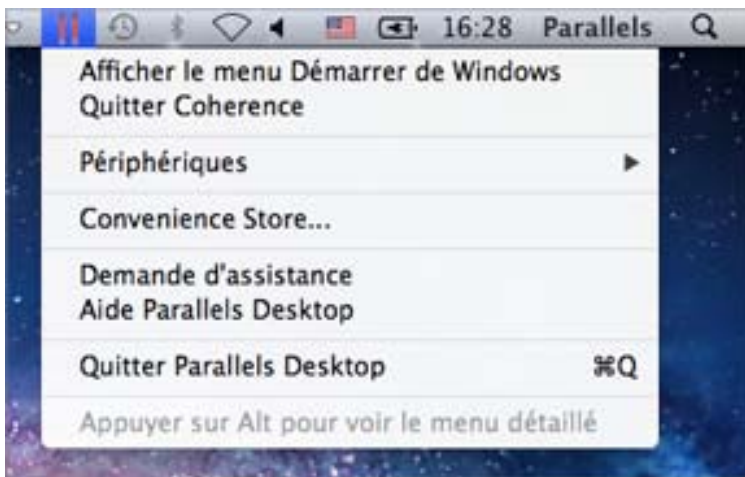 16:28 Parallels
Afficher le menu Démarrer de Windows
Quitter Coherence
Périphériques
Convenience Store...
Demande d'assistance
Aide Parallels Desktop
Quitter Parallels Desktop ⌘Q
Appuyer sur Alt pour voir le menu détaillé